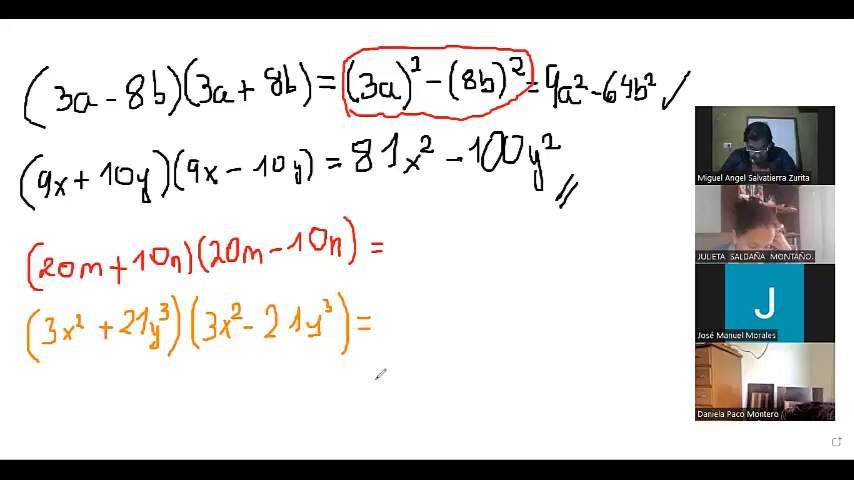 (3a - 8b)(3a + 8b) = (3a)² - (8b)² = 9a² - 64b² ✓
(9x + 10y)(9x - 10y) = 81x² - 100y² //
(20m + 10n)(20m - 10n) =
(3x² + 21y³)(3x² - 21y³) =
Miguel Angel Salvatierra Zurita
JULIETA SALDAÑA MONTAÑO.
J
José Manuel Morales
Daniela Paco Montero